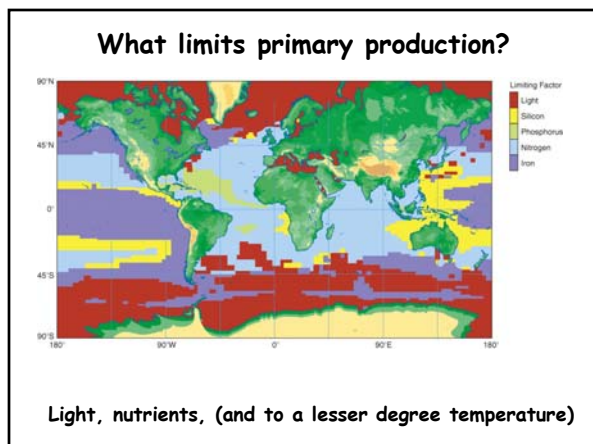 What limits primary production?
90°N
45°N
0°
45°S
90°S
180°
90°W
0°
90°E
180°
Limiting Factor
Light
Silicon
Phosphorus
Nitrogen
Iron
Light, nutrients, (and to a lesser degree temperature)